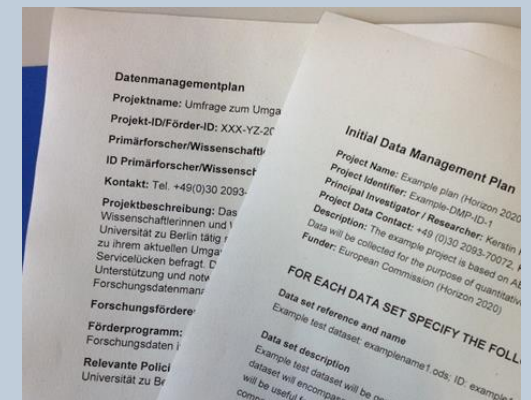 Datenmanagementplan
Projektname: Umfrage zum Umga
Projekt-ID/Förder-ID: XXX-YZ-20
Primärforscher/Wissenschaftl
ID Primärforscher/Wissensch
Kontakt: Tel. +49(0)30 2093-
Projektbeschreibung: Das
Wissenschaftlerinnen und
Universität zu Berlin tätig
zu ihrem aktuellen Umga
Servicelücken befragt. D
Unterstützung und notw
Forschungsdatenmana
Forschungsfördere
Förderprogramm:
Forschungsdaten i
Relevante Polici
Universität zu Be
Initial Data Management Plan
Project Name: Example plan (Horizon 2020
Project Identifier: Example-DMP-ID-1
Principal Investigator / Researcher: Kerstin
Project Data Contact: +49 (0)30 2093-70072,
Description: The example project is based on
Data will be collected for the purpose of quantitativ
Funder: European Commission (Horizon 2020)
FOR EACH DATA SET SPECIFY THE FOLL
Data set reference and name
Example test dataset: examplename1.ods; ID: example1
Data set description
Example test dataset will be
dataset will encompas
will be useful f